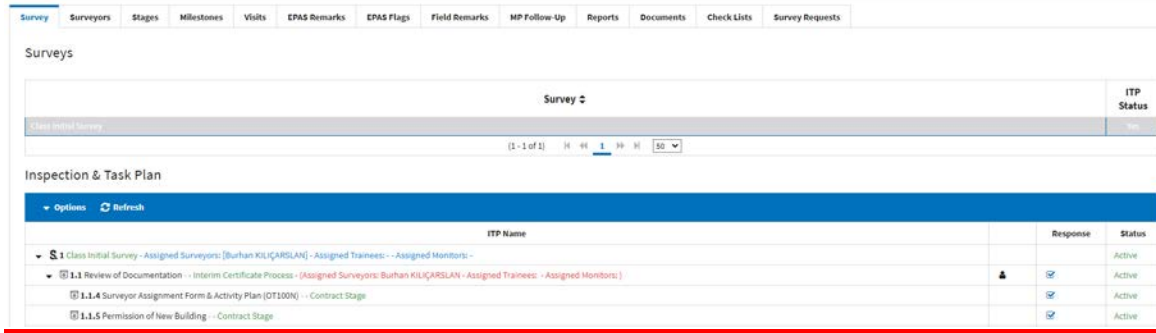 Survey Surveyors Stages Milestones Visits EPAS Remarks EPAS Flags Field Remarks MP Follow-Up Reports Documents Check Lists Survey Requests
Surveys
Survey ITP Status
Class Initial Survey Yes
(1 - 1 of 1) 1 50
Inspection & Task Plan
Options Refresh
ITP Name Response Status
S 1 Class Initial Survey - Assigned Surveyors: [Burhan KILIÇARSLAN] - Assigned Trainees: - - Assigned Monitors: - Active
1.1 Review of Documentation - - Interim Certificate Process - (Assigned Surveyors: Burhan KILIÇARSLAN - Assigned Trainees: - Assigned Monitors: ) Active
1.1.4 Surveyor Assignment Form & Activity Plan (OT100N) - - Contract Stage Active
1.1.5 Permission of New Building - - Contract Stage Active